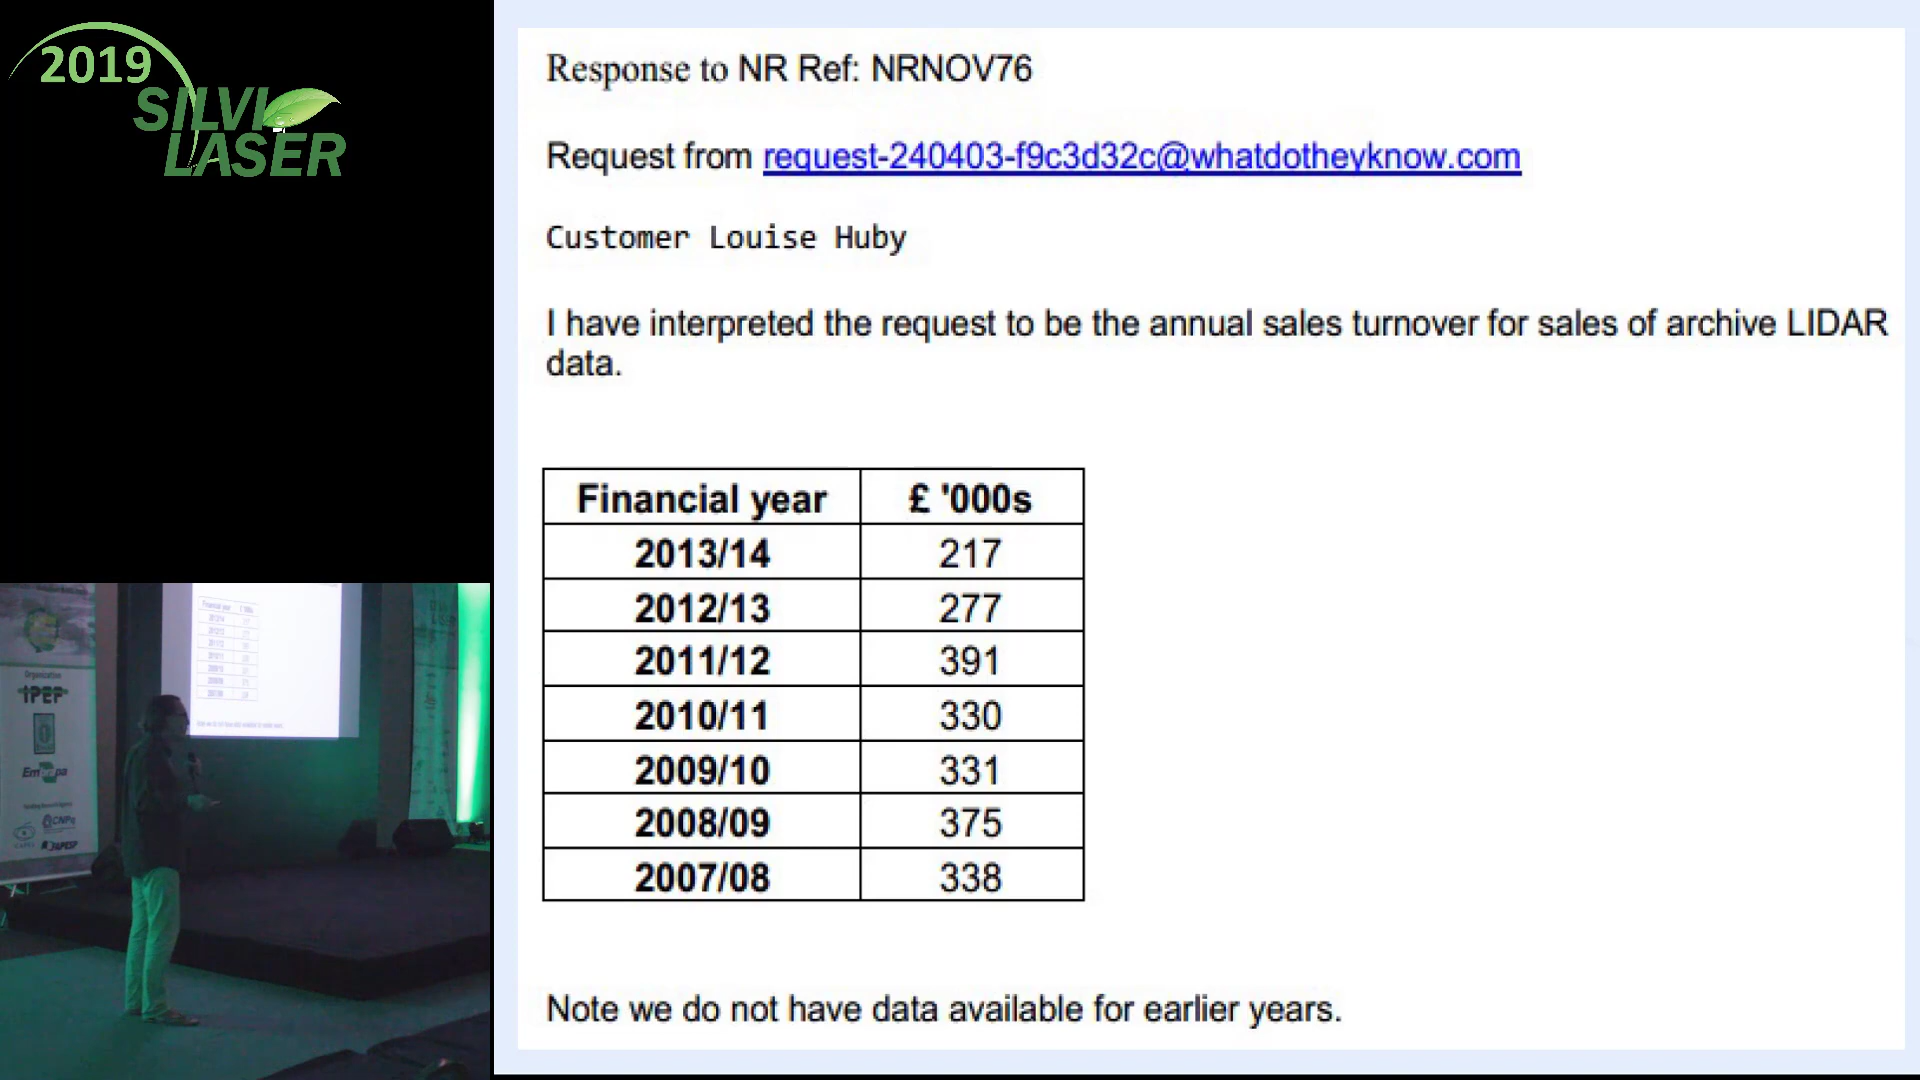 2019
SILVI
LASER
Response to NR Ref: NRNOV76
Request from request-240403-f9c3d32c@whatdotheyknow.com
Customer Louise Huby
I have interpreted the request to be the annual sales turnover for sales of archive LIDAR
data.
Financial year £ '000s
2013/14 217
2012/13 277
2011/12 391
2010/11 330
2009/10 331
2008/09 375
2007/08 338
Note we do not have data available for earlier years.
Organization
IPEF
CNPq
FAPESP